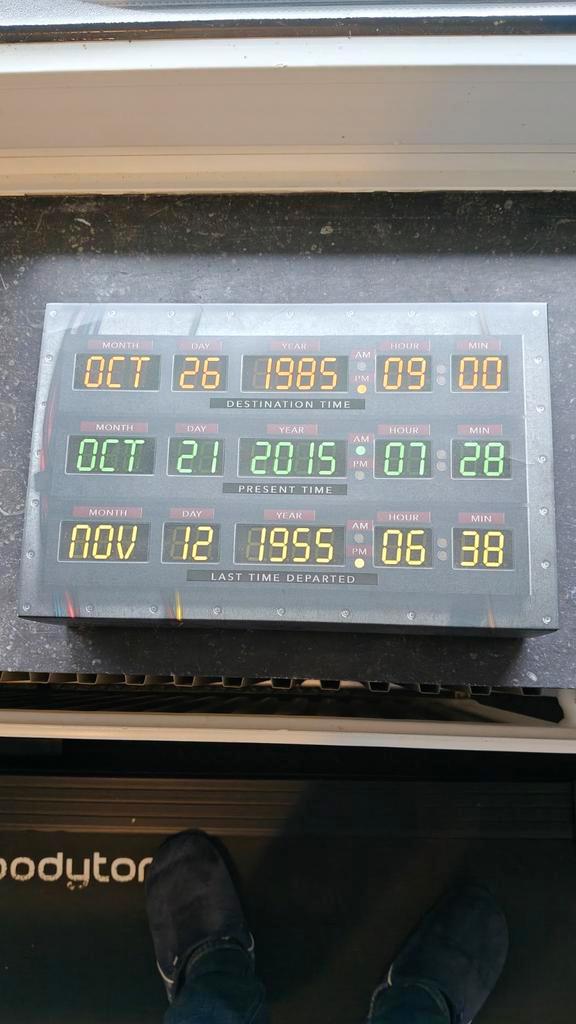 MONTH DAY YEAR AM HOUR MIN
OCT 26 1985 PM 09 00
DESTINATION TIME
MONTH DAY YEAR AM HOUR MIN
OCT 21 2015 PM 07 28
PRESENT TIME
MONTH DAY YEAR AM HOUR MIN
NOV 12 1955 PM 06 38
LAST TIME DEPARTED